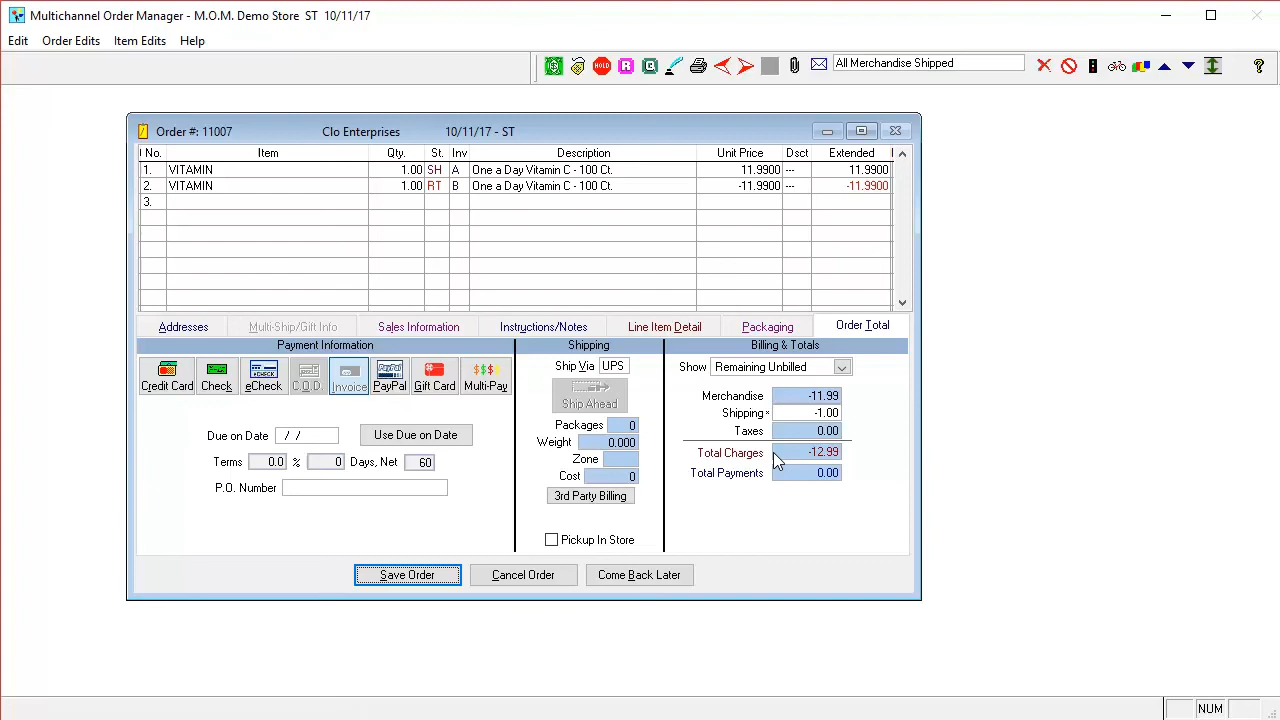 Multichannel Order Manager - M.O.M. Demo Store ST 10/11/17
Edit Order Edits Item Edits Help
HOLD R All Merchandise Shipped ?
Order #: 11007 Clo Enterprises 10/11/17 - ST
No. Item Qty. St. Inv Description Unit Price Dsct Extended
1. VITAMIN 1.00 SH A One a Day Vitamin C - 100 Ct. 11.9900 --- 11.9900
2. VITAMIN 1.00 RT B One a Day Vitamin C - 100 Ct. -11.9900 --- -11.9900
3.
Addresses Multi-Ship/Gift Info Sales Information Instructions/Notes Line Item Detail Packaging Order Total
Payment Information Shipping Billing & Totals
Credit Card Check eCheck C.O.D. Invoice PayPal Gift Card Multi-Pay
Due on Date / / Use Due on Date
Terms 0.0 % 0 Days, Net 60
P.O. Number
Ship Via UPS
Ship Ahead
Packages 0
Weight 0.000
Zone
Cost 0
3rd Party Billing
Pickup In Store
Show Remaining Unbilled
Merchandise -11.99
Shipping* -1.00
Taxes 0.00
Total Charges -12.99
Total Payments 0.00
Save Order Cancel Order Come Back Later
NUM